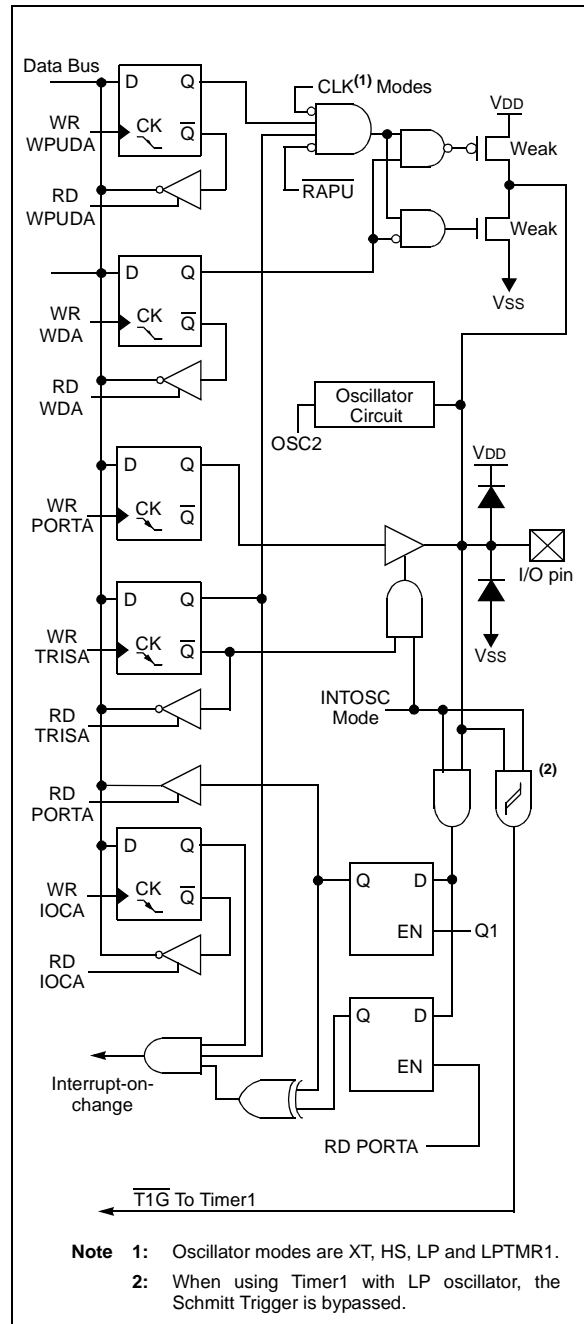 Data Bus
D Q
CK Q
WR
WPUDA
RD
WPUDA
CLK(1) Modes
RAPU
VDD
Weak
Weak
VSS
D Q
CK Q
WR
WDA
RD
WDA
Oscillator
Circuit
OSC2
D Q
CK Q
WR
PORTA
VDD
I/O pin
VSS
D Q
CK Q
WR
TRISA
RD
TRISA
INTOSC
Mode
(2)
RD
PORTA
D Q
CK Q
WR
IOCA
RD
IOCA
Q D
EN
Q1
Q D
EN
RD PORTA
Interrupt-on-
change
T1G To Timer1
Note 1: Oscillator modes are XT, HS, LP and LPTMR1.
2: When using Timer1 with LP oscillator, the
Schmitt Trigger is bypassed.